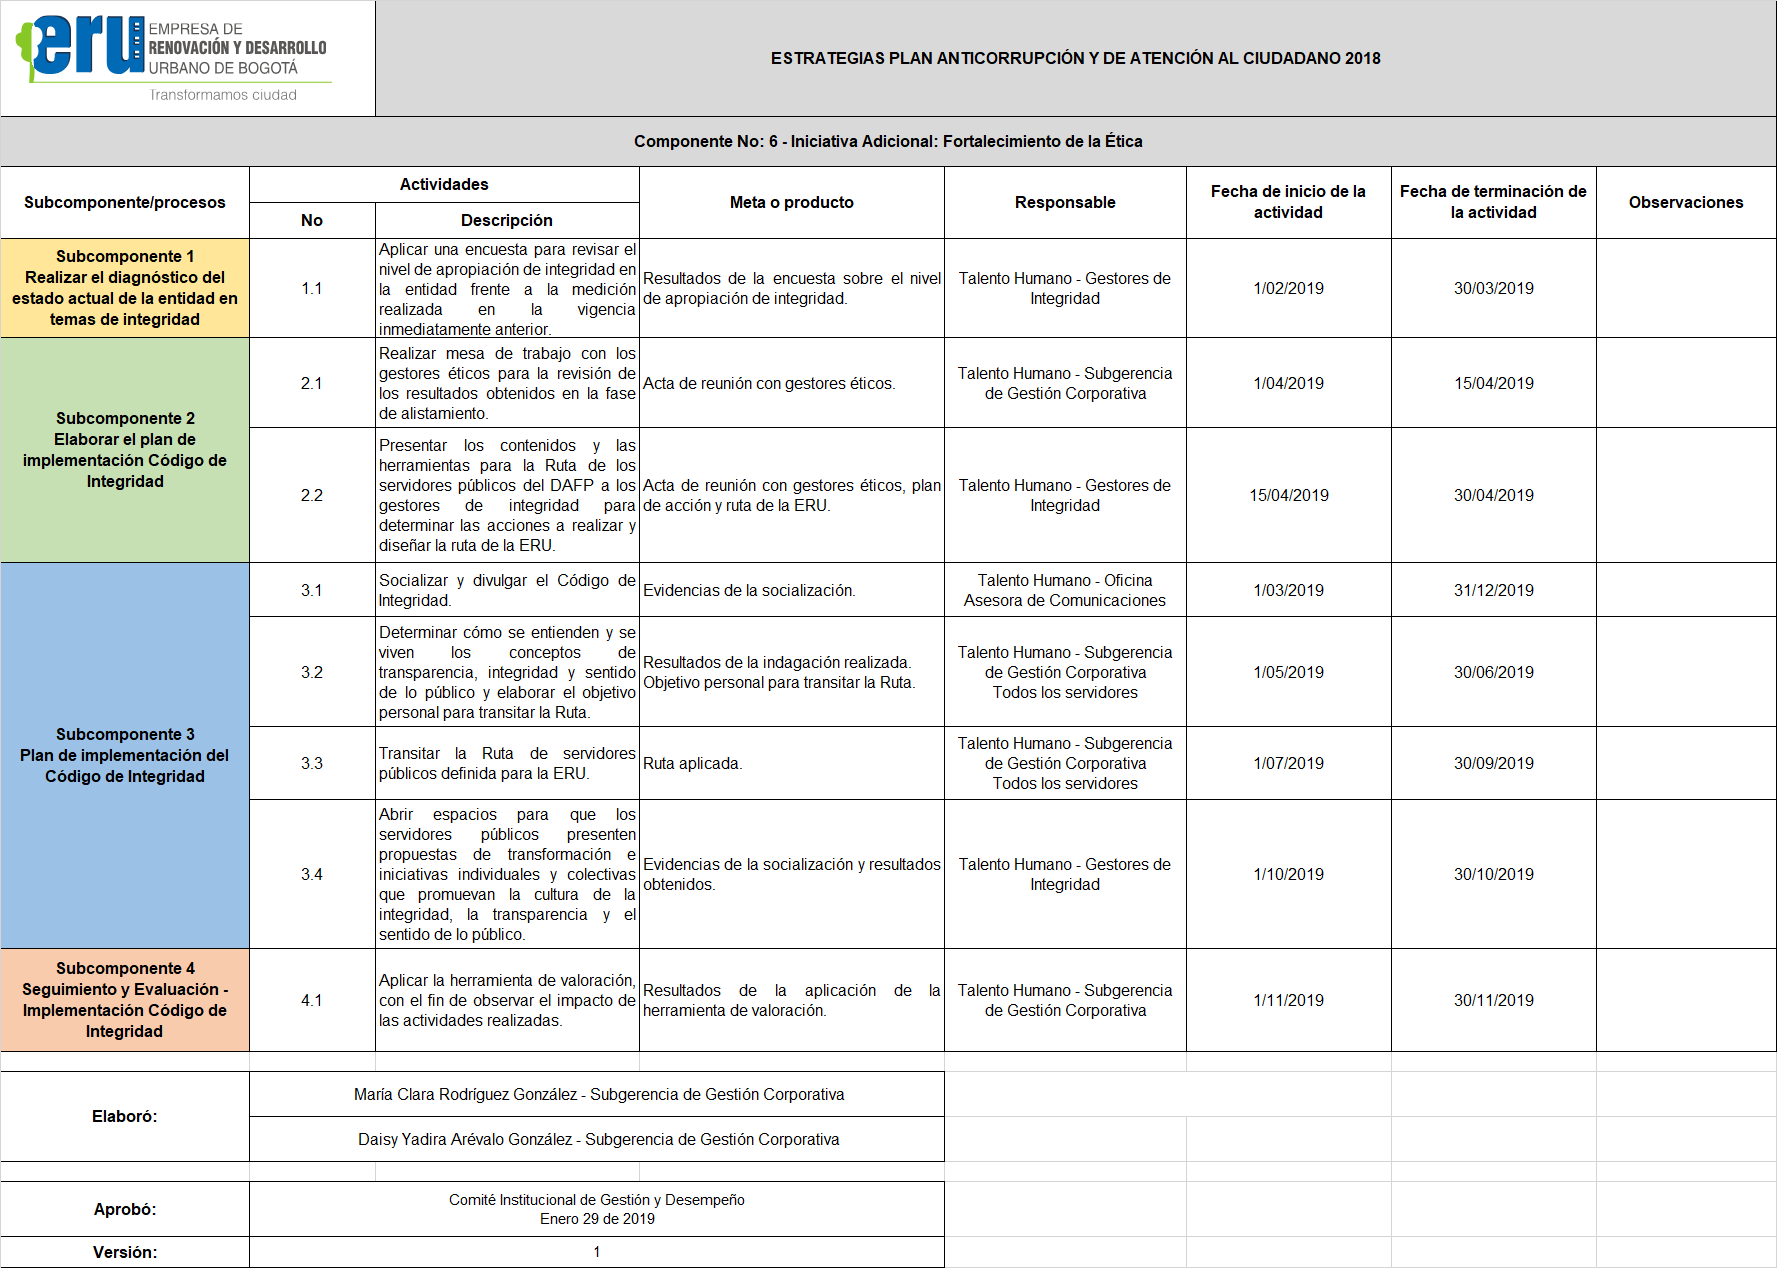 eru
EMPRESA DE
RENOVACIÓN Y DESARROLLO
URBANO DE BOGOTÁ
Transformamos ciudad
ESTRATEGIAS PLAN ANTICORRUPCIÓN Y DE ATENCIÓN AL CIUDADANO 2018
Componente No: 6 - Iniciativa Adicional: Fortalecimiento de la Ética
Subcomponente/procesos
Actividades
No
Descripción
Meta o producto
Responsable
Fecha de inicio de la
actividad
Fecha de terminación de
la actividad
Observaciones
Subcomponente 1
Realizar el diagnóstico del
estado actual de la entidad en
temas de integridad
1.1
Aplicar una encuesta para revisar el
nivel de apropiación de integridad en
la entidad frente a la medición
realizada en la vigencia
inmediatamente anterior.
Resultados de la encuesta sobre el nivel
de apropiación de integridad.
Talento Humano - Gestores de
Integridad
1/02/2019
30/03/2019
Subcomponente 2
Elaborar el plan de
implementación Código de
Integridad
2.1
Realizar mesa de trabajo con los
gestores éticos para la revisión de
los resultados obtenidos en la fase
de alistamiento.
Acta de reunión con gestores éticos.
Talento Humano - Subgerencia
de Gestión Corporativa
1/04/2019
15/04/2019
2.2
Presentar los contenidos y las
herramientas para la Ruta de los
servidores públicos del DAFP a los
gestores de integridad para
determinar las acciones a realizar y
diseñar la ruta de la ERU.
Acta de reunión con gestores éticos, plan
de acción y ruta de la ERU.
Talento Humano - Gestores de
Integridad
15/04/2019
30/04/2019
Subcomponente 3
Plan de implementación del
Código de Integridad
3.1
Socializar y divulgar el Código de
Integridad.
Evidencias de la socialización.
Talento Humano - Oficina
Asesora de Comunicaciones
1/03/2019
31/12/2019
3.2
Determinar cómo se entienden y se
viven los conceptos de
transparencia, integridad y sentido
de lo público y elaborar el objetivo
personal para transitar la Ruta.
Resultados de la indagación realizada.
Objetivo personal para transitar la Ruta.
Talento Humano - Subgerencia
de Gestión Corporativa
Todos los servidores
1/05/2019
30/06/2019
3.3
Transitar la Ruta de servidores
públicos definida para la ERU.
Ruta aplicada.
Talento Humano - Subgerencia
de Gestión Corporativa
Todos los servidores
1/07/2019
30/09/2019
3.4
Abrir espacios para que los
servidores públicos presenten
propuestas de transformación e
iniciativas individuales y colectivas
que promuevan la cultura de la
integridad, la transparencia y el
sentido de lo público.
Evidencias de la socialización y resultados
obtenidos.
Talento Humano - Gestores de
Integridad
1/10/2019
30/10/2019
Subcomponente 4
Seguimiento y Evaluación -
Implementación Código de
Integridad
4.1
Aplicar la herramienta de valoración,
con el fin de observar el impacto de
las actividades realizadas.
Resultados de la aplicación de la
herramienta de valoración.
Talento Humano - Subgerencia
de Gestión Corporativa
1/11/2019
30/11/2019
Elaboró:
María Clara Rodríguez González - Subgerencia de Gestión Corporativa
Daisy Yadira Arévalo González - Subgerencia de Gestión Corporativa
Aprobó:
Comité Institucional de Gestión y Desempeño
Enero 29 de 2019
Versión:
1